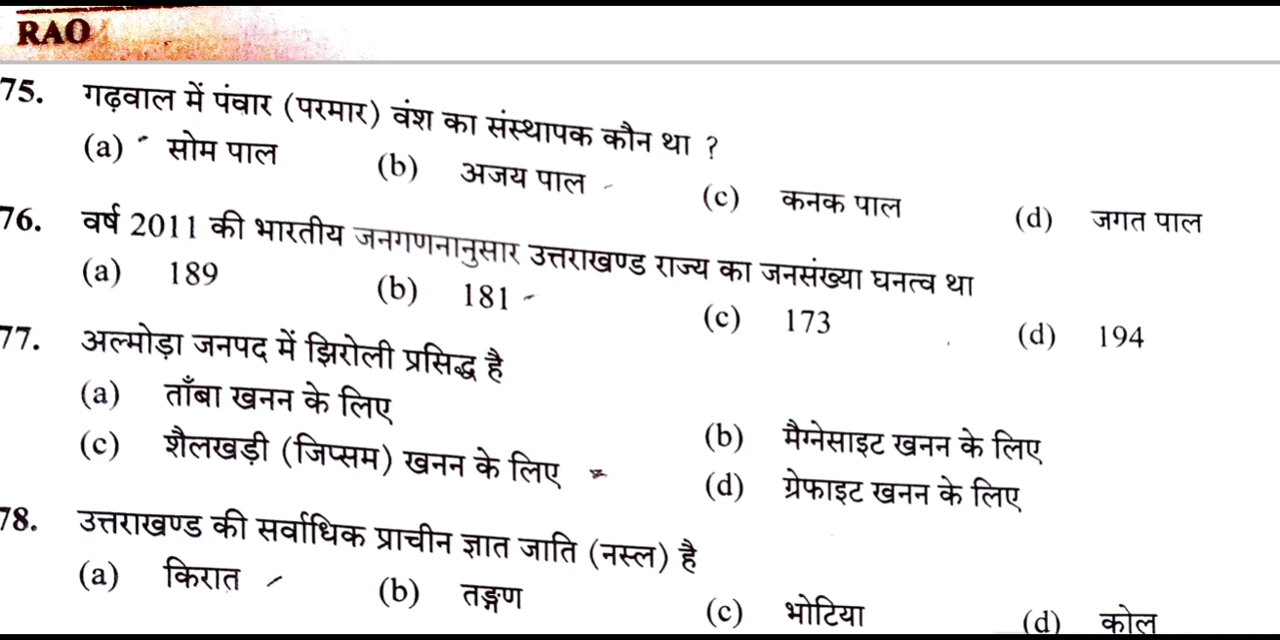 RAO
75. गढ़वाल में पंवार (परमार) वंश का संस्थापक कौन था ?
(a) सोम पाल (b) अजय पाल (c) कनक पाल (d) जगत पाल
76. वर्ष 2011 की भारतीय जनगणनानुसार उत्तराखण्ड राज्य का जनसंख्या घनत्व था
(a) 189 (b) 181 (c) 173 (d) 194
77. अल्मोड़ा जनपद में झिरोली प्रसिद्ध है
(a) ताँबा खनन के लिए (b) मैग्नेसाइट खनन के लिए
(c) शैलखड़ी (जिप्सम) खनन के लिए (d) ग्रेफाइट खनन के लिए
78. उत्तराखण्ड की सर्वाधिक प्राचीन ज्ञात जाति (नस्ल) है
(a) किरात (b) तङ्गण (c) भोटिया (d) कोल